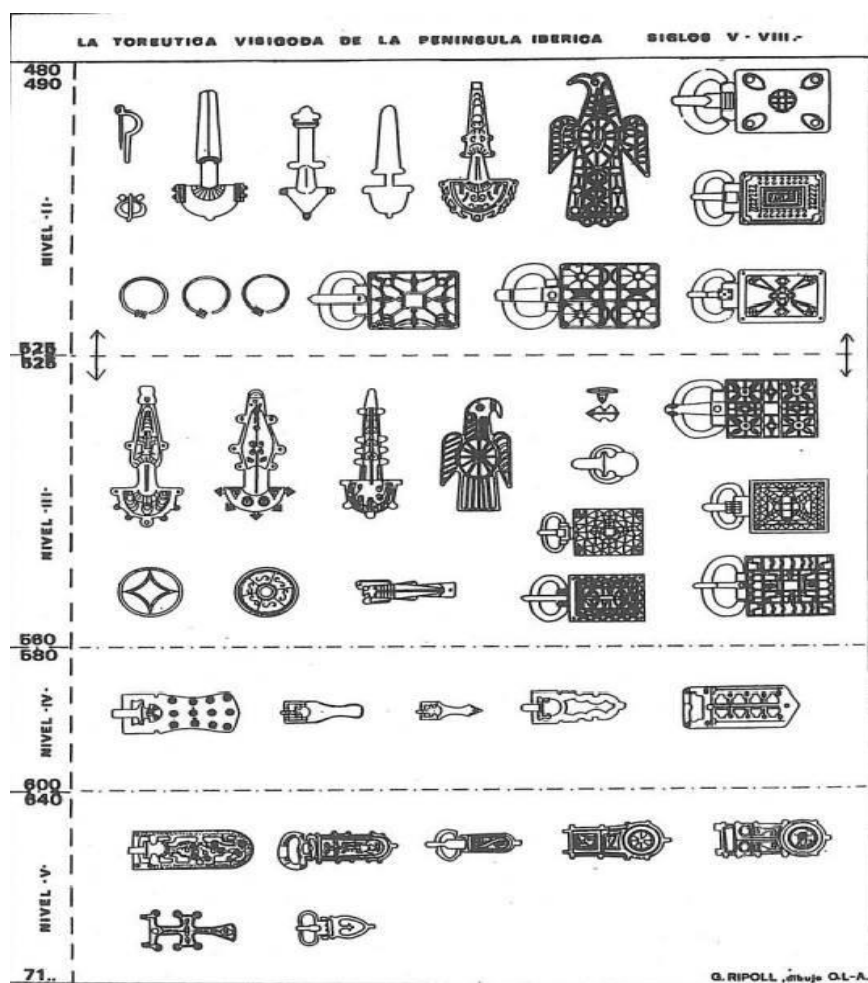 LA TOREUTICA VISIGODA DE LA PENINSULA IBERICA SIGLOS V - VIII.-
480
490
NIVEL -II-
525
525
NIVEL -III-
560
580
NIVEL -IV-
600
640
NIVEL -V-
71..
G. RIPOLL, dibujo O.L-A.